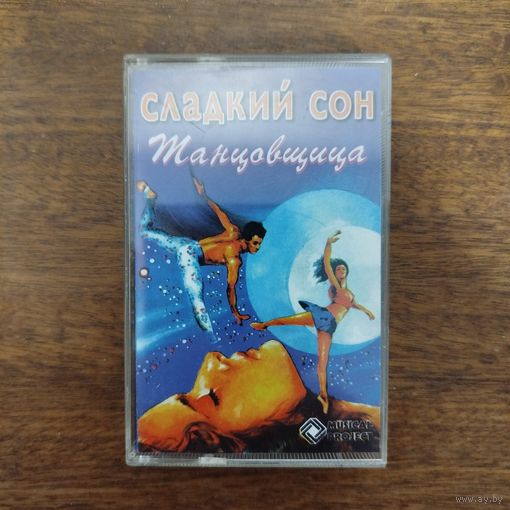 СЛАДКИЙ СОН
Танцовщица
MUSICAL
PROJECT
www.ay.by